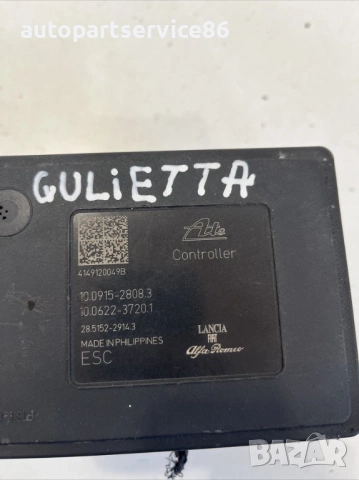 autopartservice86
GULiETTA
Ate
Controller
4149120049B
10.0915-2808.3
10.0622-3720.1
28.5152-2914.3
MADE IN PHILIPPINES
ESC
LANCIA
FIAT
Alfa Romeo
BAZAR